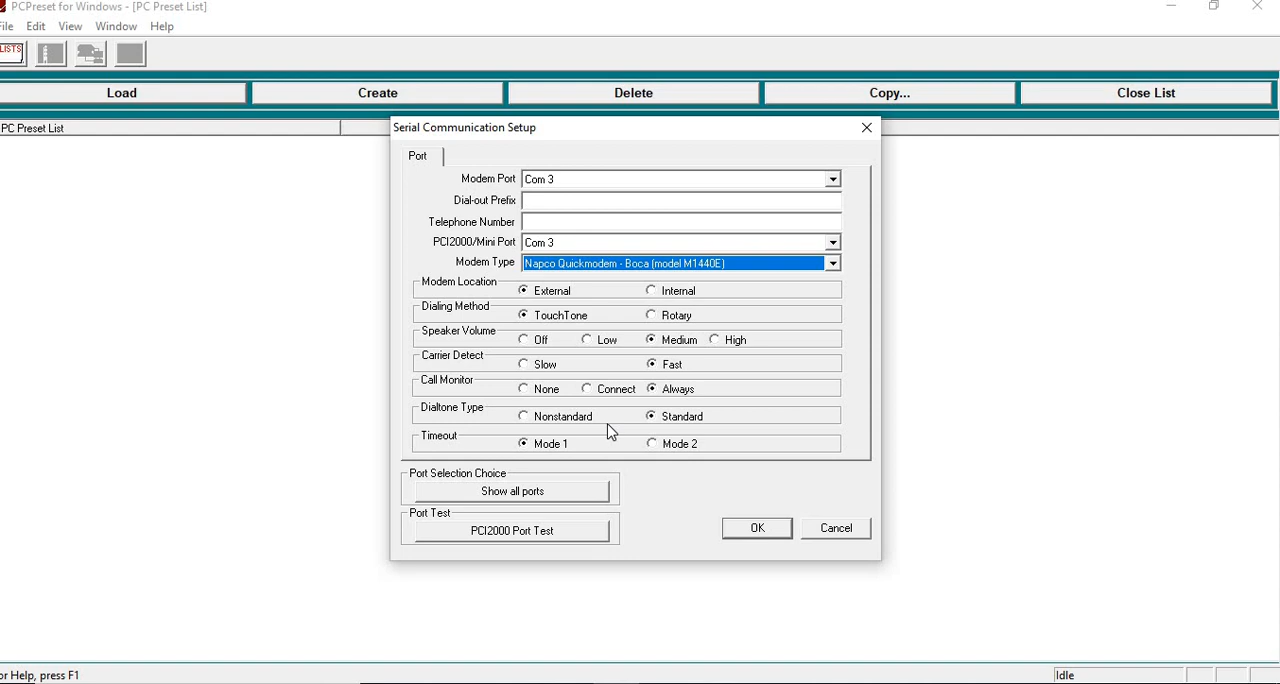 PCPreset for Windows - [PC Preset List]
File Edit View Window Help
LISTS
Load Create Delete Copy... Close List
PC Preset List
Serial Communication Setup
Port
Modem Port Com 3
Dial-out Prefix
Telephone Number
PCI2000/Mini Port Com 3
Modem Type Napco Quickmodem - Boca (model M1440E)
Modem Location External Internal
Dialing Method TouchTone Rotary
Speaker Volume Off Low Medium High
Carrier Detect Slow Fast
Call Monitor None Connect Always
Dialtone Type Nonstandard Standard
Timeout Mode 1 Mode 2
Port Selection Choice
Show all ports
Port Test
PCI2000 Port Test
OK Cancel
or Help, press F1
Idle